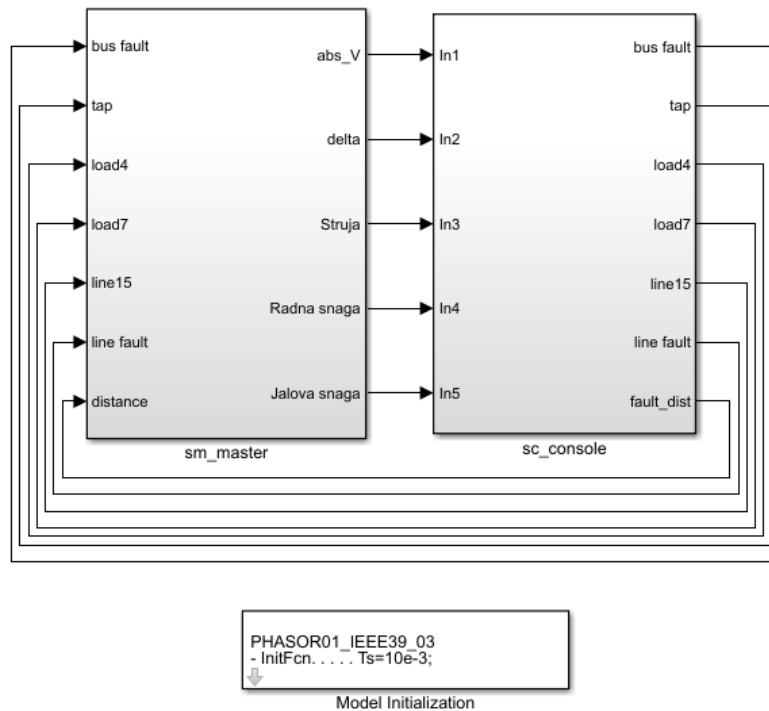 bus fault
tap
load4
load7
line15
line fault
distance
abs_V
delta
Struja
Radna snaga
Jalova snaga
sm_master
In1
In2
In3
In4
In5
bus fault
tap
load4
load7
line15
line fault
fault_dist
sc_console
PHASOR01_IEEE39_03
- InitFcn. . . . . Ts=10e-3;
Model Initialization